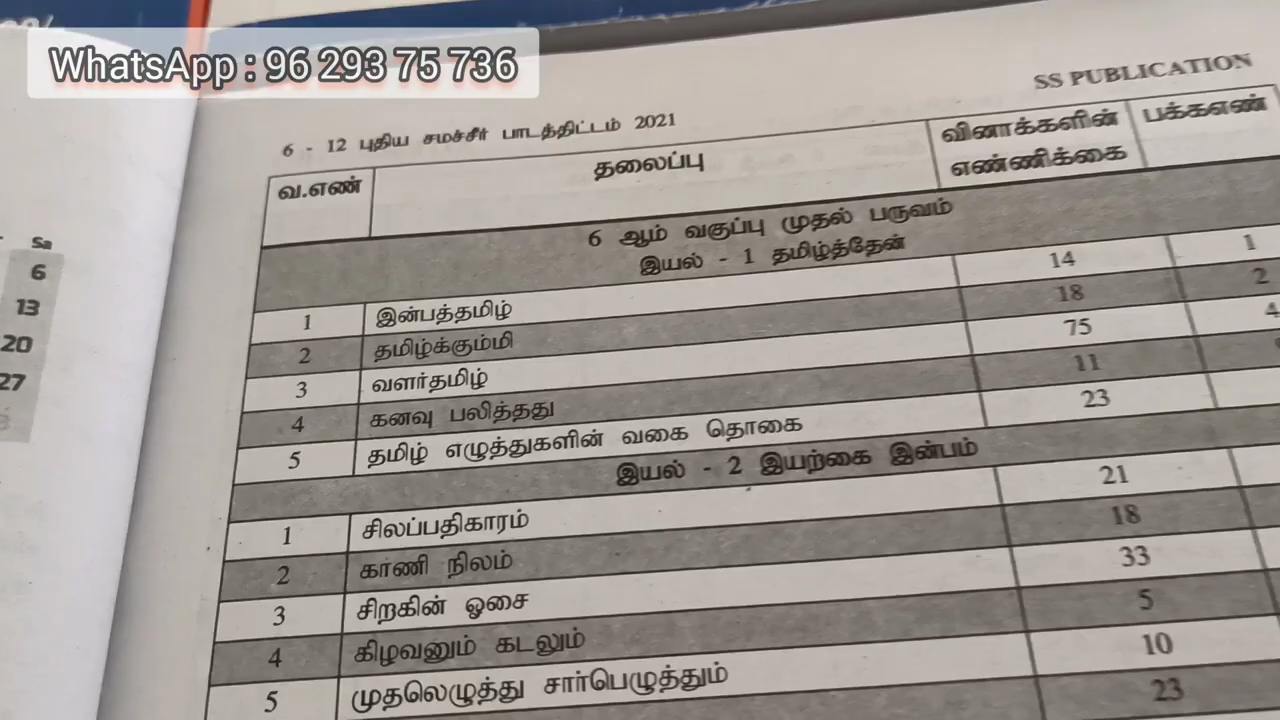 WhatsApp : 96 293 75 736
SS PUBLICATION
6 - 12 புதிய சமச்சீர் பாடத்திட்டம் 2021
வ.எண் தலைப்பு வினாக்களின் எண்ணிக்கை பக்கஎண்
6 ஆம் வகுப்பு முதல் பருவம்
இயல் - 1 தமிழ்த்தேன்
1 இன்பத்தமிழ் 14 1
2 தமிழ்க்கும்மி 18 2
3 வளர்தமிழ் 75 4
4 கனவு பலித்தது 11
5 தமிழ் எழுத்துகளின் வகை தொகை 23
இயல் - 2 இயற்கை இன்பம்
1 சிலப்பதிகாரம் 21
2 காணி நிலம் 18
3 சிறகின் ஓசை 33
4 கிழவனும் கடலும் 5
5 முதலெழுத்து சார்பெழுத்தும் 10
23
Sa
6
13
20
27